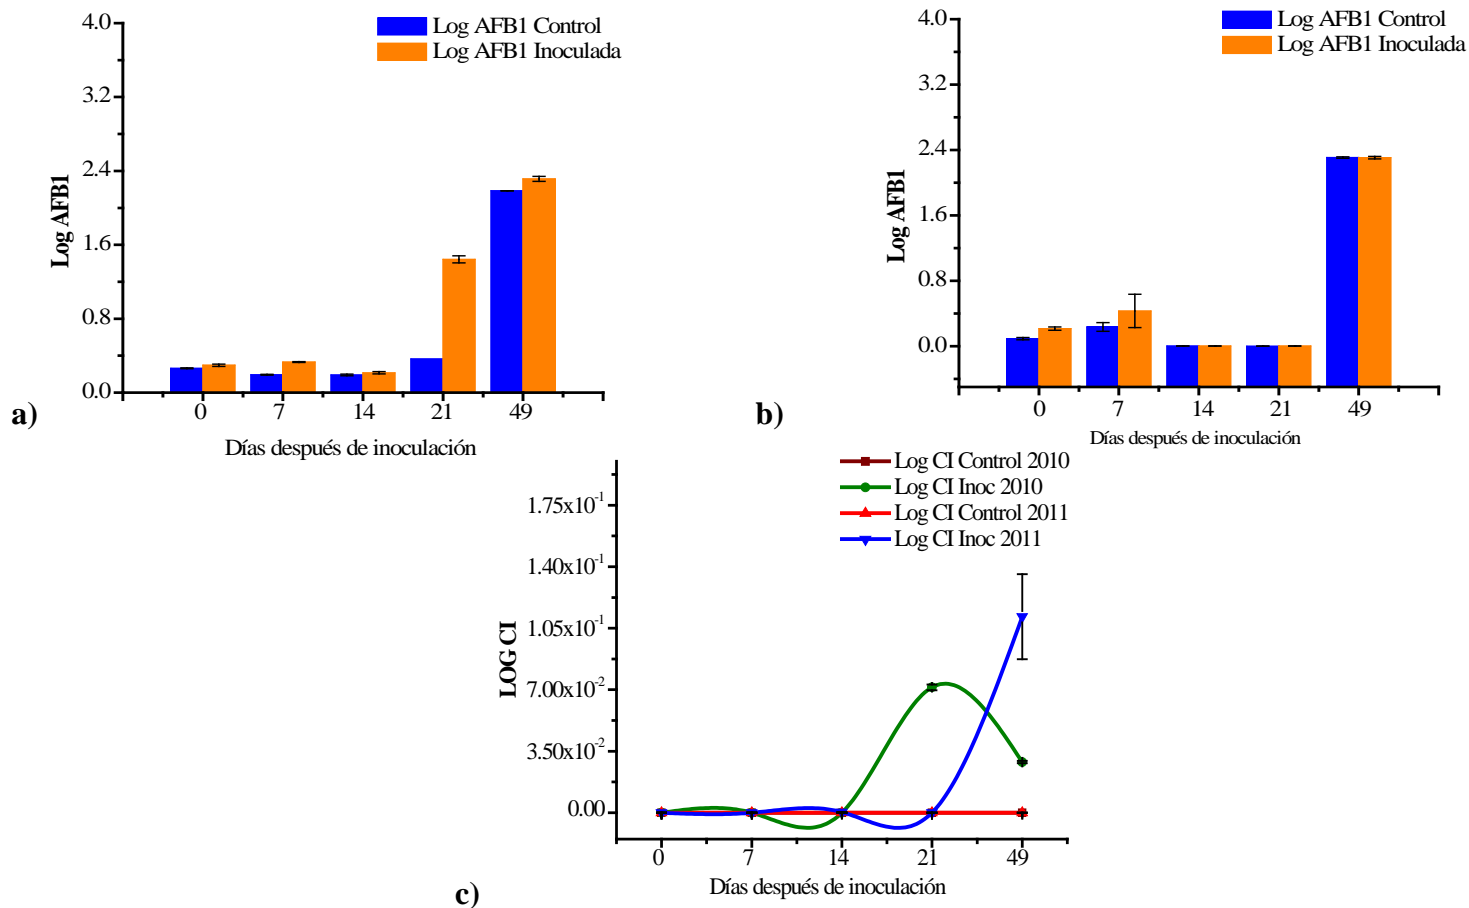 Log AFB1 Control
Log AFB1 Inoculada
4.0
3.2
2.4
1.6
0.8
0.0
Log AFB1
0 7 14 21 49
Días después de inoculación
a)
Log AFB1 Control
Log AFB1 Inoculada
4.0
3.2
2.4
1.6
0.8
0.0
Log AFB1
0 7 14 21 49
Días después de inoculación
b)
Log CI Control 2010
Log CI Inoc 2010
Log CI Control 2011
Log CI Inoc 2011
1.75x10⁻¹
1.40x10⁻¹
1.05x10⁻¹
7.00x10⁻²
3.50x10⁻²
0.00
LOG CI
0 7 14 21 49
Días después de inoculación
c)